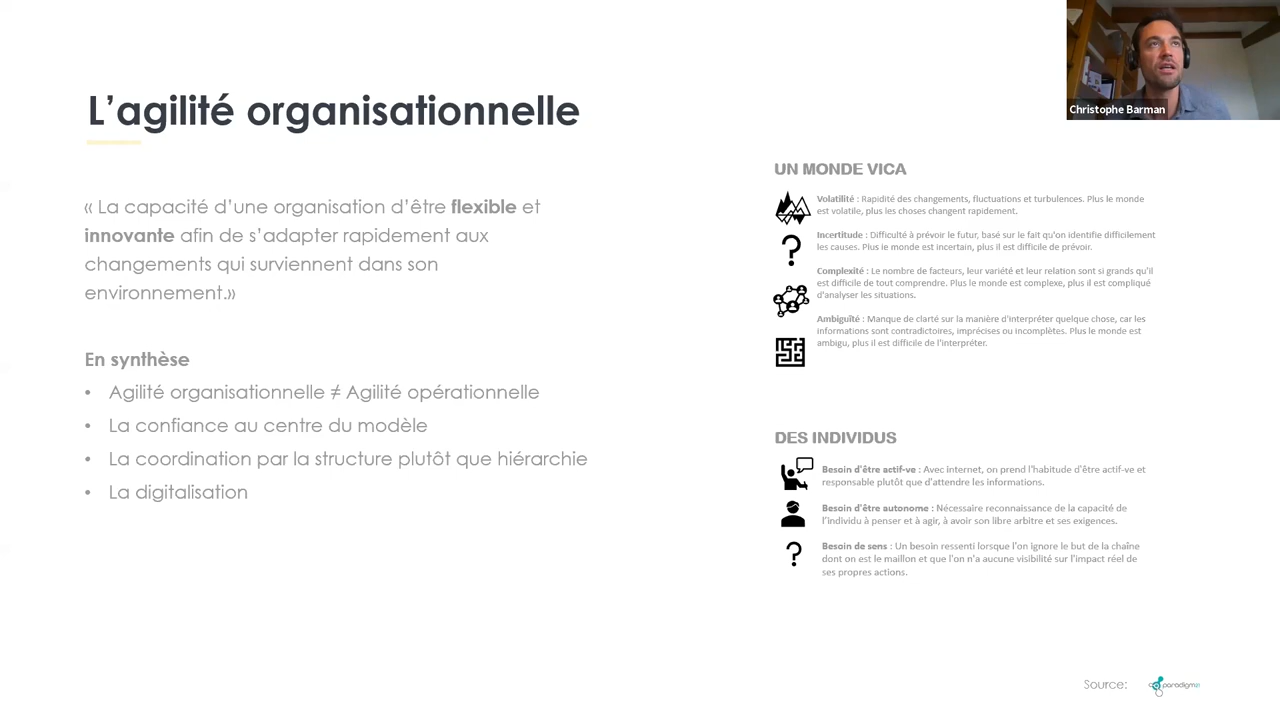 Christophe Barman
L’agilité organisationnelle
« La capacité d’une organisation d’être flexible et
innovante afin de s’adapter rapidement aux
changements qui surviennent dans son
environnement.»
En synthèse
• Agilité organisationnelle ≠ Agilité opérationnelle
• La confiance au centre du modèle
• La coordination par la structure plutôt que hiérarchie
• La digitalisation
UN MONDE VICA
Volatilité : Rapidité des changements, fluctuations et turbulences. Plus le monde
est volatile, plus les choses changent rapidement.
Incertitude : Difficulté à prévoir le futur, basé sur le fait qu'on identifie difficilement
les causes. Plus le monde est incertain, plus il est difficile de prévoir.
Complexité : Le nombre de facteurs, leur variété et leur relation sont si grands qu'il
est difficile de tout comprendre. Plus le monde est complexe, plus il est compliqué
d'analyser les situations.
Ambiguïté : Manque de clarté sur la manière d'interpréter quelque chose, car les
informations sont contradictoires, imprécises ou incomplètes. Plus le monde est
ambigu, plus il est difficile de l'interpréter.
DES INDIVIDUS
Besoin d'être actif-ve : Avec internet, on prend l'habitude d'être actif-ve et
responsable plutôt que d'attendre les informations.
Besoin d'être autonome : Nécessaire reconnaissance de la capacité de
l'individu à penser et à agir, à avoir son libre arbitre et ses exigences.
Besoin de sens : Un besoin ressenti lorsque l'on ignore le but de la chaîne
dont on est le maillon et que l'on n'a aucune visibilité sur l'impact réel de
ses propres actions.
Source:
paradigm21